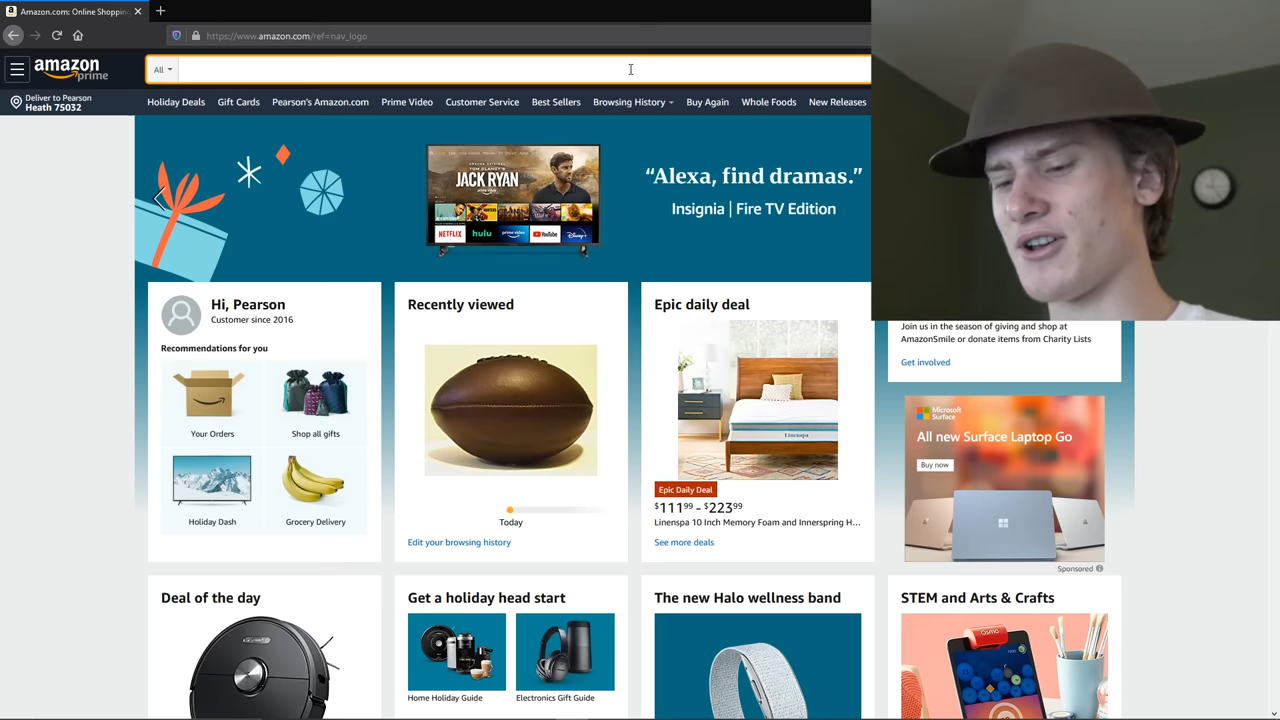 Amazon.com: Online Shopping
https://www.amazon.com/ref=nav_logo
amazon
prime
All
Deliver to Pearson
Heath 75032
Holiday Deals
Gift Cards
Pearson's Amazon.com
Prime Video
Customer Service
Best Sellers
Browsing History
Buy Again
Whole Foods
New Releases
TOM CLANCY'S
JACK RYAN
NETFLIX
hulu
prime video
YouTube
Disney+
“Alexa, find dramas.”
Insignia | Fire TV Edition
Hi, Pearson
Customer since 2016
Recommendations for you
Your Orders
Shop all gifts
Holiday Dash
Grocery Delivery
Recently viewed
Today
Edit your browsing history
Epic daily deal
Linenspa
Epic Daily Deal
$111⁹⁹ - $223⁹⁹
Linenspa 10 Inch Memory Foam and Innerspring H…
See more deals
Join us in the season of giving and shop at
AmazonSmile or donate items from Charity Lists
Get involved
Microsoft
Surface
All new Surface Laptop Go
Buy now
Sponsored
Deal of the day
Get a holiday head start
Home Holiday Guide
Electronics Gift Guide
The new Halo wellness band
STEM and Arts & Crafts
osmo